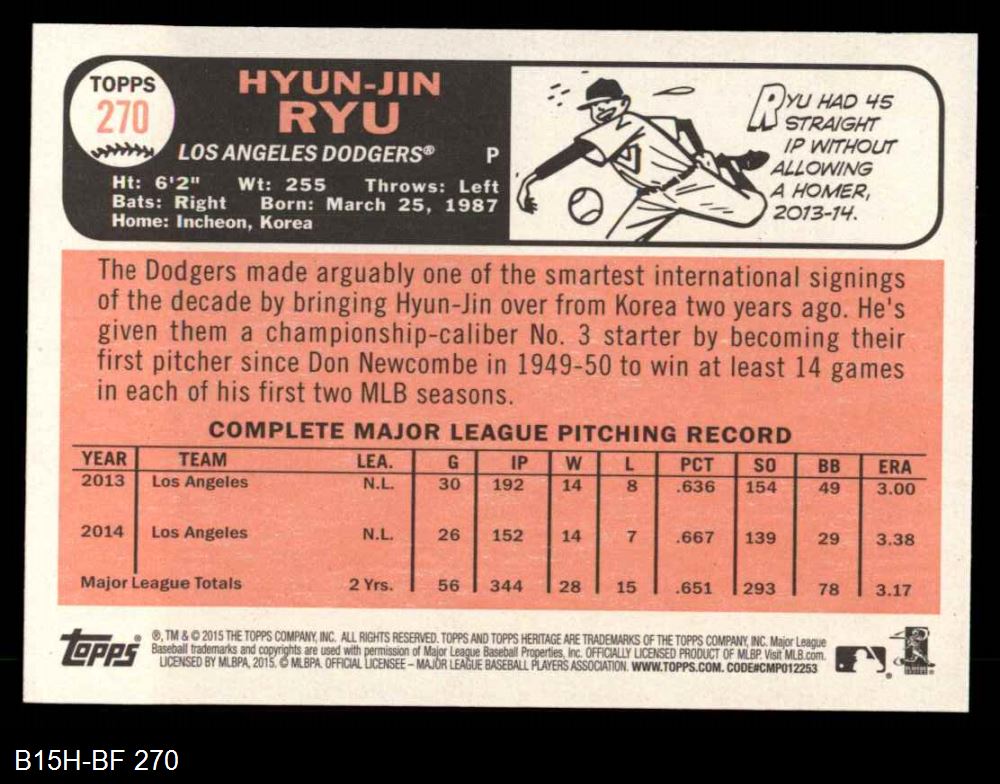 TOPPS
270
HYUN-JIN
RYU
LOS ANGELES DODGERS® P
Ht: 6'2" Wt: 255 Throws: Left
Bats: Right Born: March 25, 1987
Home: Incheon, Korea
RYU HAD 45
STRAIGHT
IP WITHOUT
ALLOWING
A HOMER,
2013-14.
The Dodgers made arguably one of the smartest international signings
of the decade by bringing Hyun-Jin over from Korea two years ago. He's
given them a championship-caliber No. 3 starter by becoming their
first pitcher since Don Newcombe in 1949-50 to win at least 14 games
in each of his first two MLB seasons.
COMPLETE MAJOR LEAGUE PITCHING RECORD
YEAR TEAM LEA. G IP W L PCT SO BB ERA
2013 Los Angeles N.L. 30 192 14 8 .636 154 49 3.00
2014 Los Angeles N.L. 26 152 14 7 .667 139 29 3.38
Major League Totals 2 Yrs. 56 344 28 15 .651 293 78 3.17
topps®
®, TM & © 2015 THE TOPPS COMPANY, INC. ALL RIGHTS RESERVED. TOPPS AND TOPPS HERITAGE ARE TRADEMARKS OF THE TOPPS COMPANY, INC. Major League
Baseball trademarks and copyrights are used with permission of Major League Baseball Properties, Inc. OFFICIALLY LICENSED PRODUCT OF MLBP. Visit MLB.com.
LICENSED BY MLBPA, 2015. © MLBPA. OFFICIAL LICENSEE – MAJOR LEAGUE BASEBALL PLAYERS ASSOCIATION. WWW.TOPPS.COM. CODE#CMP012253
B15H-BF 270